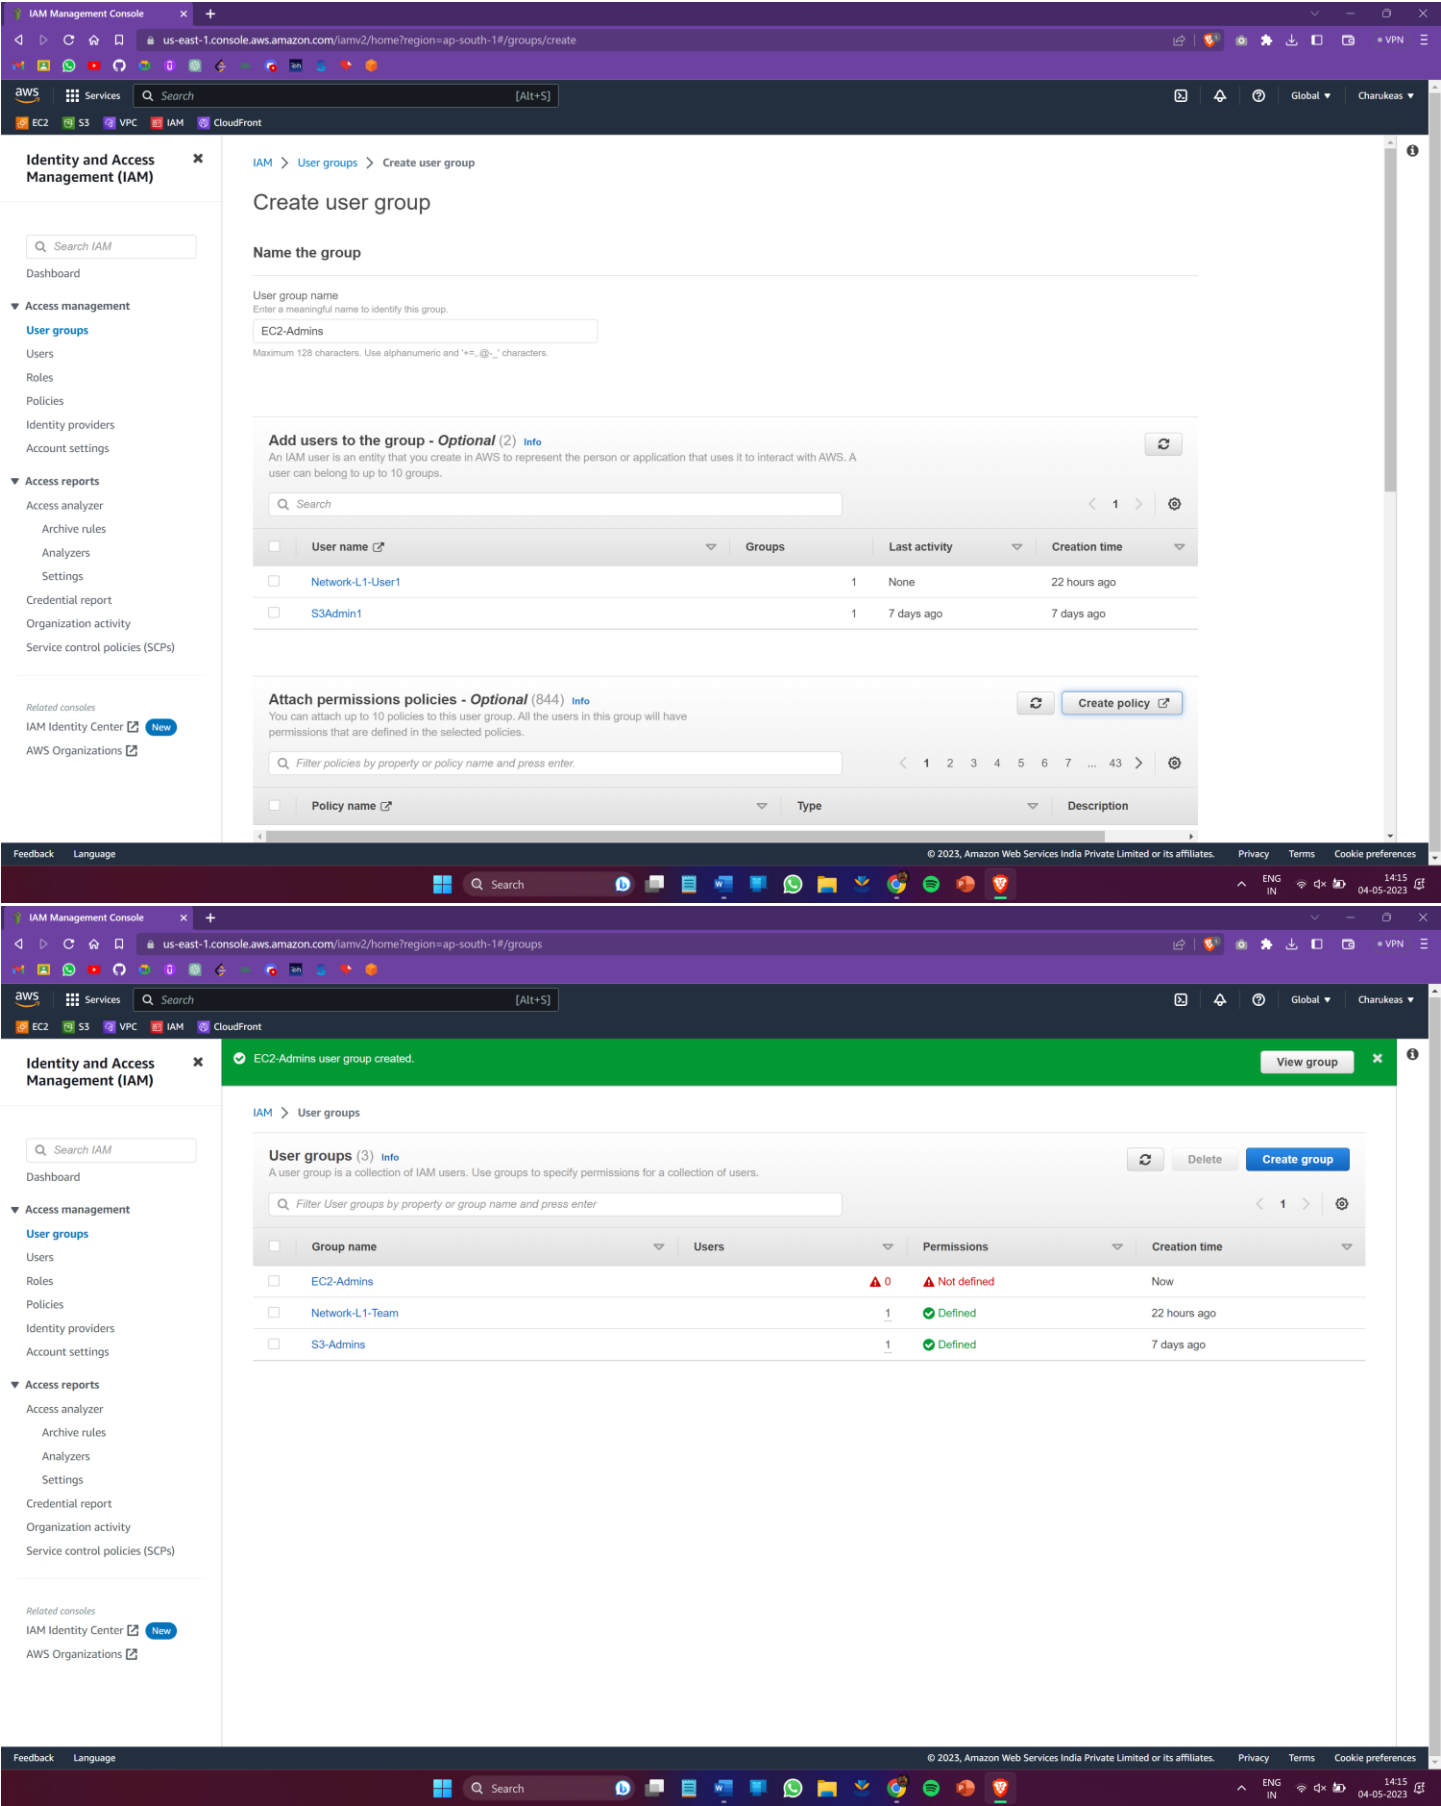 IAM Management Console
us-east-1.console.aws.amazon.com/iamv2/home?region=ap-south-1#/groups/create
VPN
aws
Services
Search
[Alt+S]
Global
Charukeas
EC2
S3
VPC
IAM
CloudFront
Identity and Access
Management (IAM)
Search IAM
Dashboard
Access management
User groups
Users
Roles
Policies
Identity providers
Account settings
Access reports
Access analyzer
Archive rules
Analyzers
Settings
Credential report
Organization activity
Service control policies (SCPs)
Related consoles
IAM Identity Center New
AWS Organizations
IAM > User groups > Create user group
Create user group
Name the group
User group name
Enter a meaningful name to identify this group.
EC2-Admins
Maximum 128 characters. Use alphanumeric and '+=,.@-_' characters.
Add users to the group - Optional (2) Info
An IAM user is an entity that you create in AWS to represent the person or application that uses it to interact with AWS. A
user can belong to up to 10 groups.
Search
1
User name Groups Last activity Creation time
Network-L1-User1 1 None 22 hours ago
S3Admin1 1 7 days ago 7 days ago
Attach permissions policies - Optional (844) Info
You can attach up to 10 policies to this user group. All the users in this group will have
permissions that are defined in the selected policies.
Create policy
Filter policies by property or policy name and press enter.
1 2 3 4 5 6 7 ... 43
Policy name Type Description
Feedback Language © 2023, Amazon Web Services India Private Limited or its affiliates. Privacy Terms Cookie preferences
Search
ENG
IN
14:15
04-05-2023
IAM Management Console
us-east-1.console.aws.amazon.com/iamv2/home?region=ap-south-1#/groups
VPN
aws
Services
Search
[Alt+S]
Global
Charukeas
EC2
S3
VPC
IAM
CloudFront
Identity and Access
Management (IAM)
Search IAM
Dashboard
Access management
User groups
Users
Roles
Policies
Identity providers
Account settings
Access reports
Access analyzer
Archive rules
Analyzers
Settings
Credential report
Organization activity
Service control policies (SCPs)
Related consoles
IAM Identity Center New
AWS Organizations
EC2-Admins user group created.
View group
IAM > User groups
User groups (3) Info
A user group is a collection of IAM users. Use groups to specify permissions for a collection of users.
Delete
Create group
Filter User groups by property or group name and press enter
1
Group name Users Permissions Creation time
EC2-Admins 0 Not defined Now
Network-L1-Team 1 Defined 22 hours ago
S3-Admins 1 Defined 7 days ago
Feedback Language © 2023, Amazon Web Services India Private Limited or its affiliates. Privacy Terms Cookie preferences
Search
ENG
IN
14:15
04-05-2023